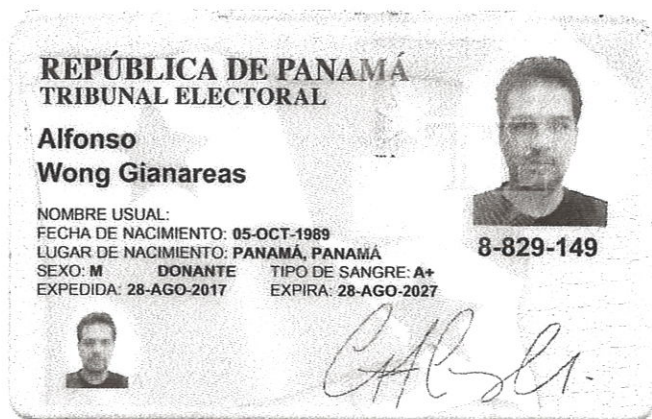 REPÚBLICA DE PANAMÁ
TRIBUNAL ELECTORAL
Alfonso
Wong Gianareas
NOMBRE USUAL:
FECHA DE NACIMIENTO: 05-OCT-1989
LUGAR DE NACIMIENTO: PANAMÁ, PANAMÁ
SEXO: M DONANTE TIPO DE SANGRE: A+
EXPEDIDA: 28-AGO-2017 EXPIRA: 28-AGO-2027
8-829-149